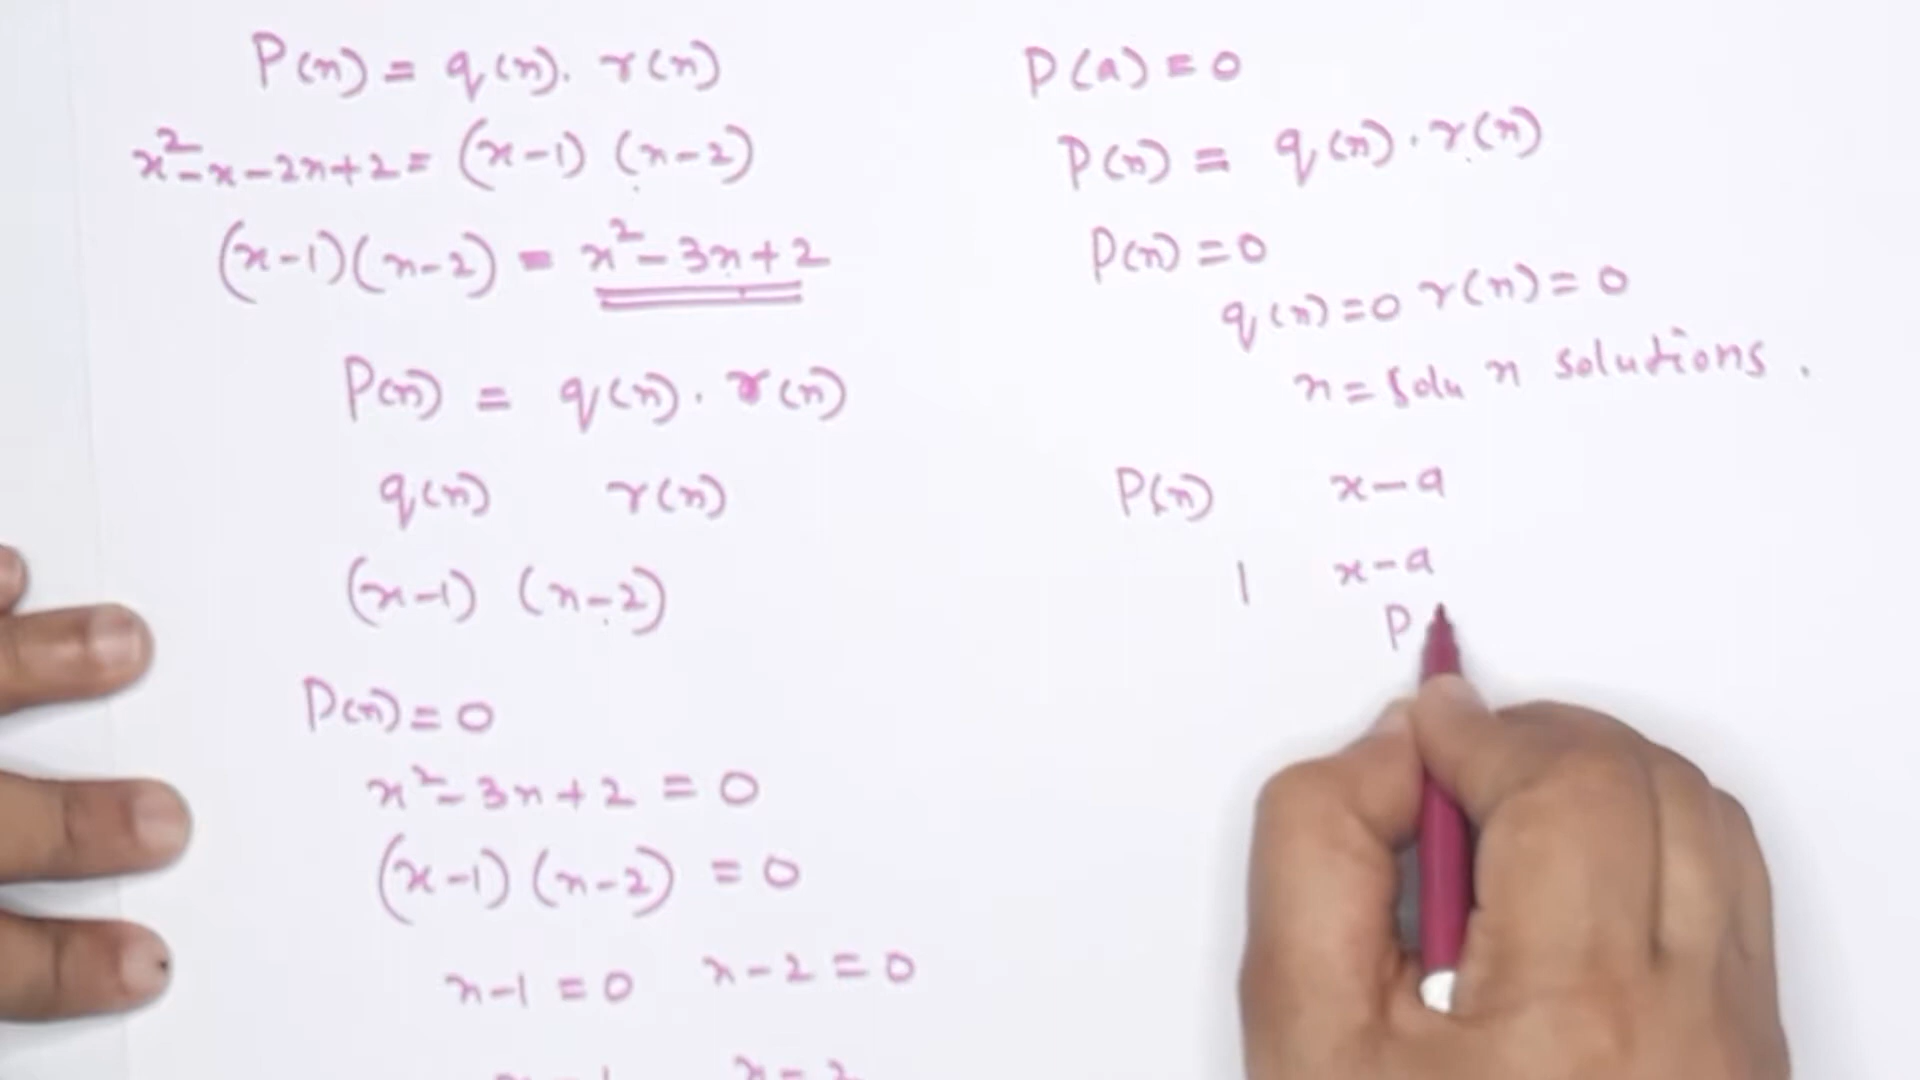 P(x) = q(x). r(x)
x²-x-2x+2 = (x-1) (x-2)
(x-1)(x-2) = x²-3x+2
P(x) = q(x). r(x)
q(x) r(x)
(x-1) (x-2)
P(x) = 0
x²-3x+2 = 0
(x-1) (x-2) = 0
x-1 = 0 x-2 = 0
P(a) = 0
P(x) = q(x). r(x)
P(x) = 0
q(x) = 0 r(x) = 0
x = Solu n solutions.
P(x) x-a
1 x-a
P